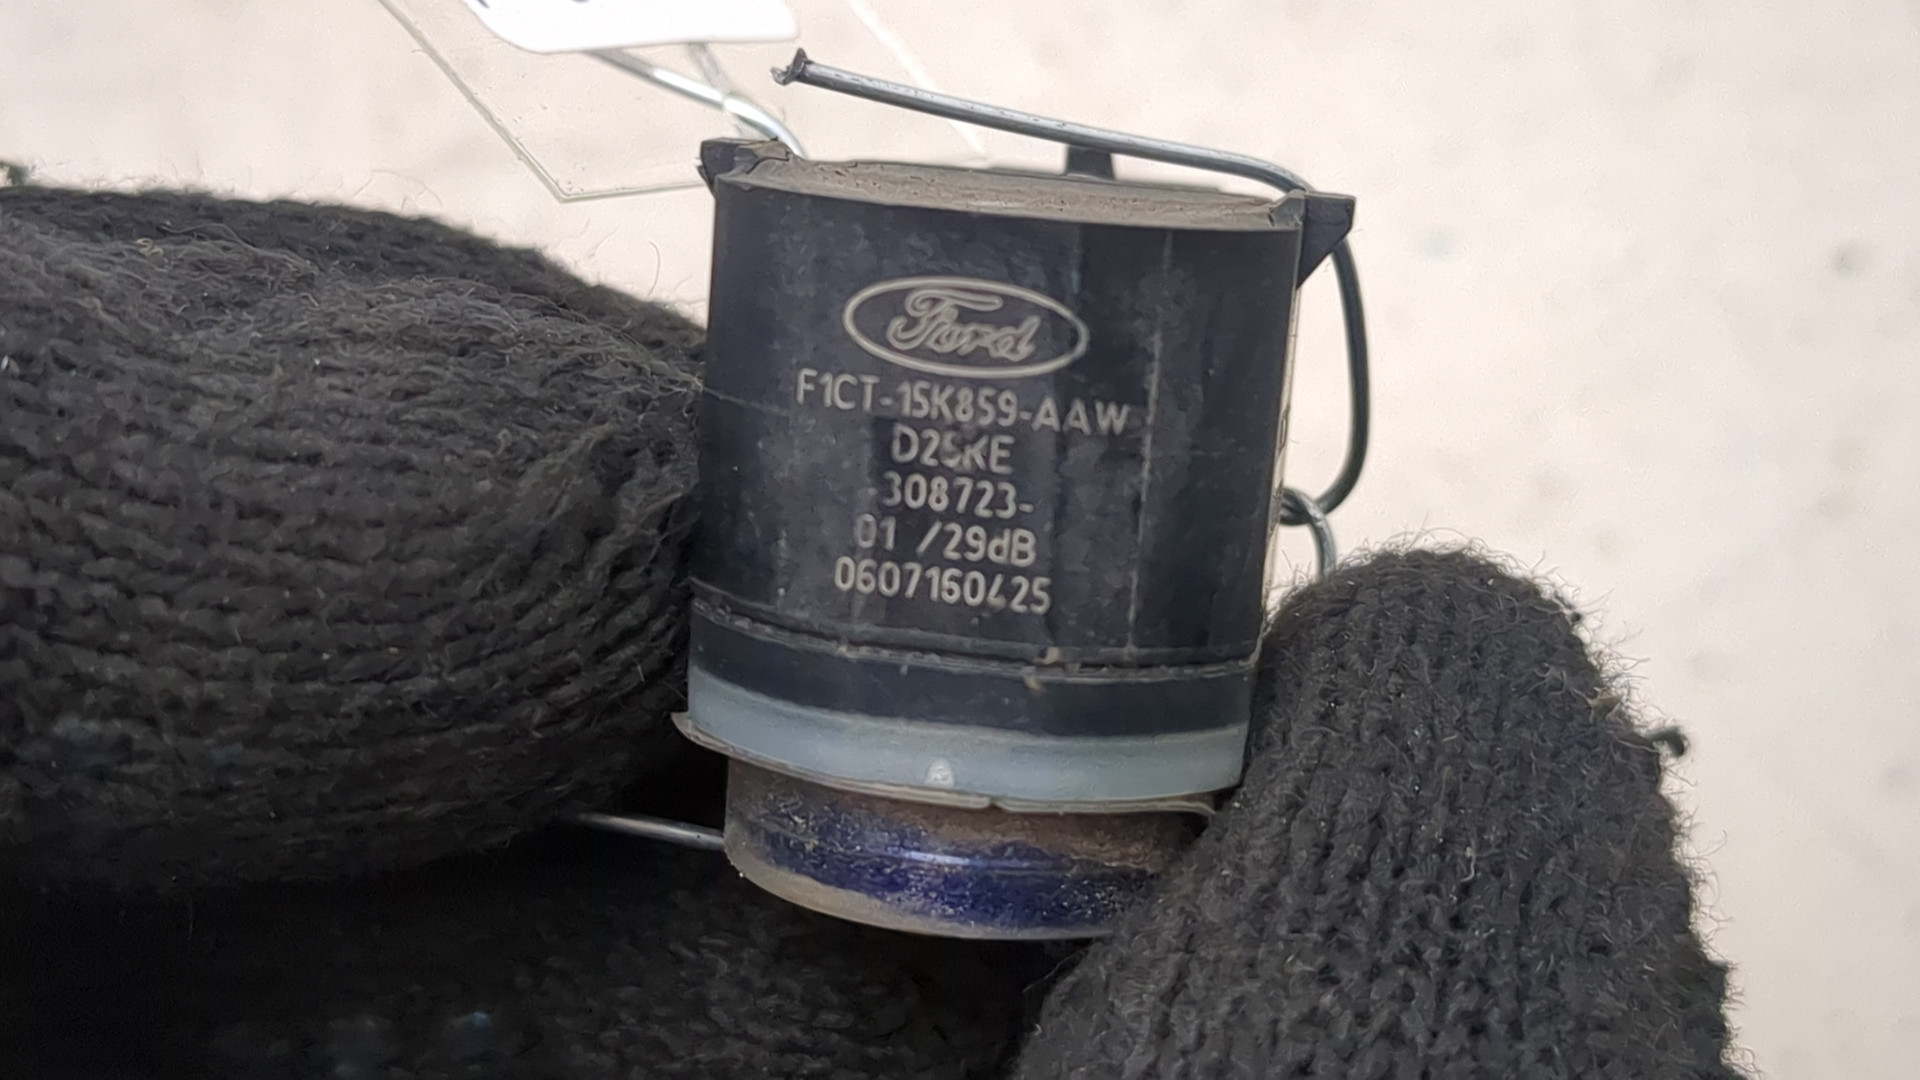 Ford
F1CT-15K859-AAW
D25KE
308723-
01 /29dB
0607160425